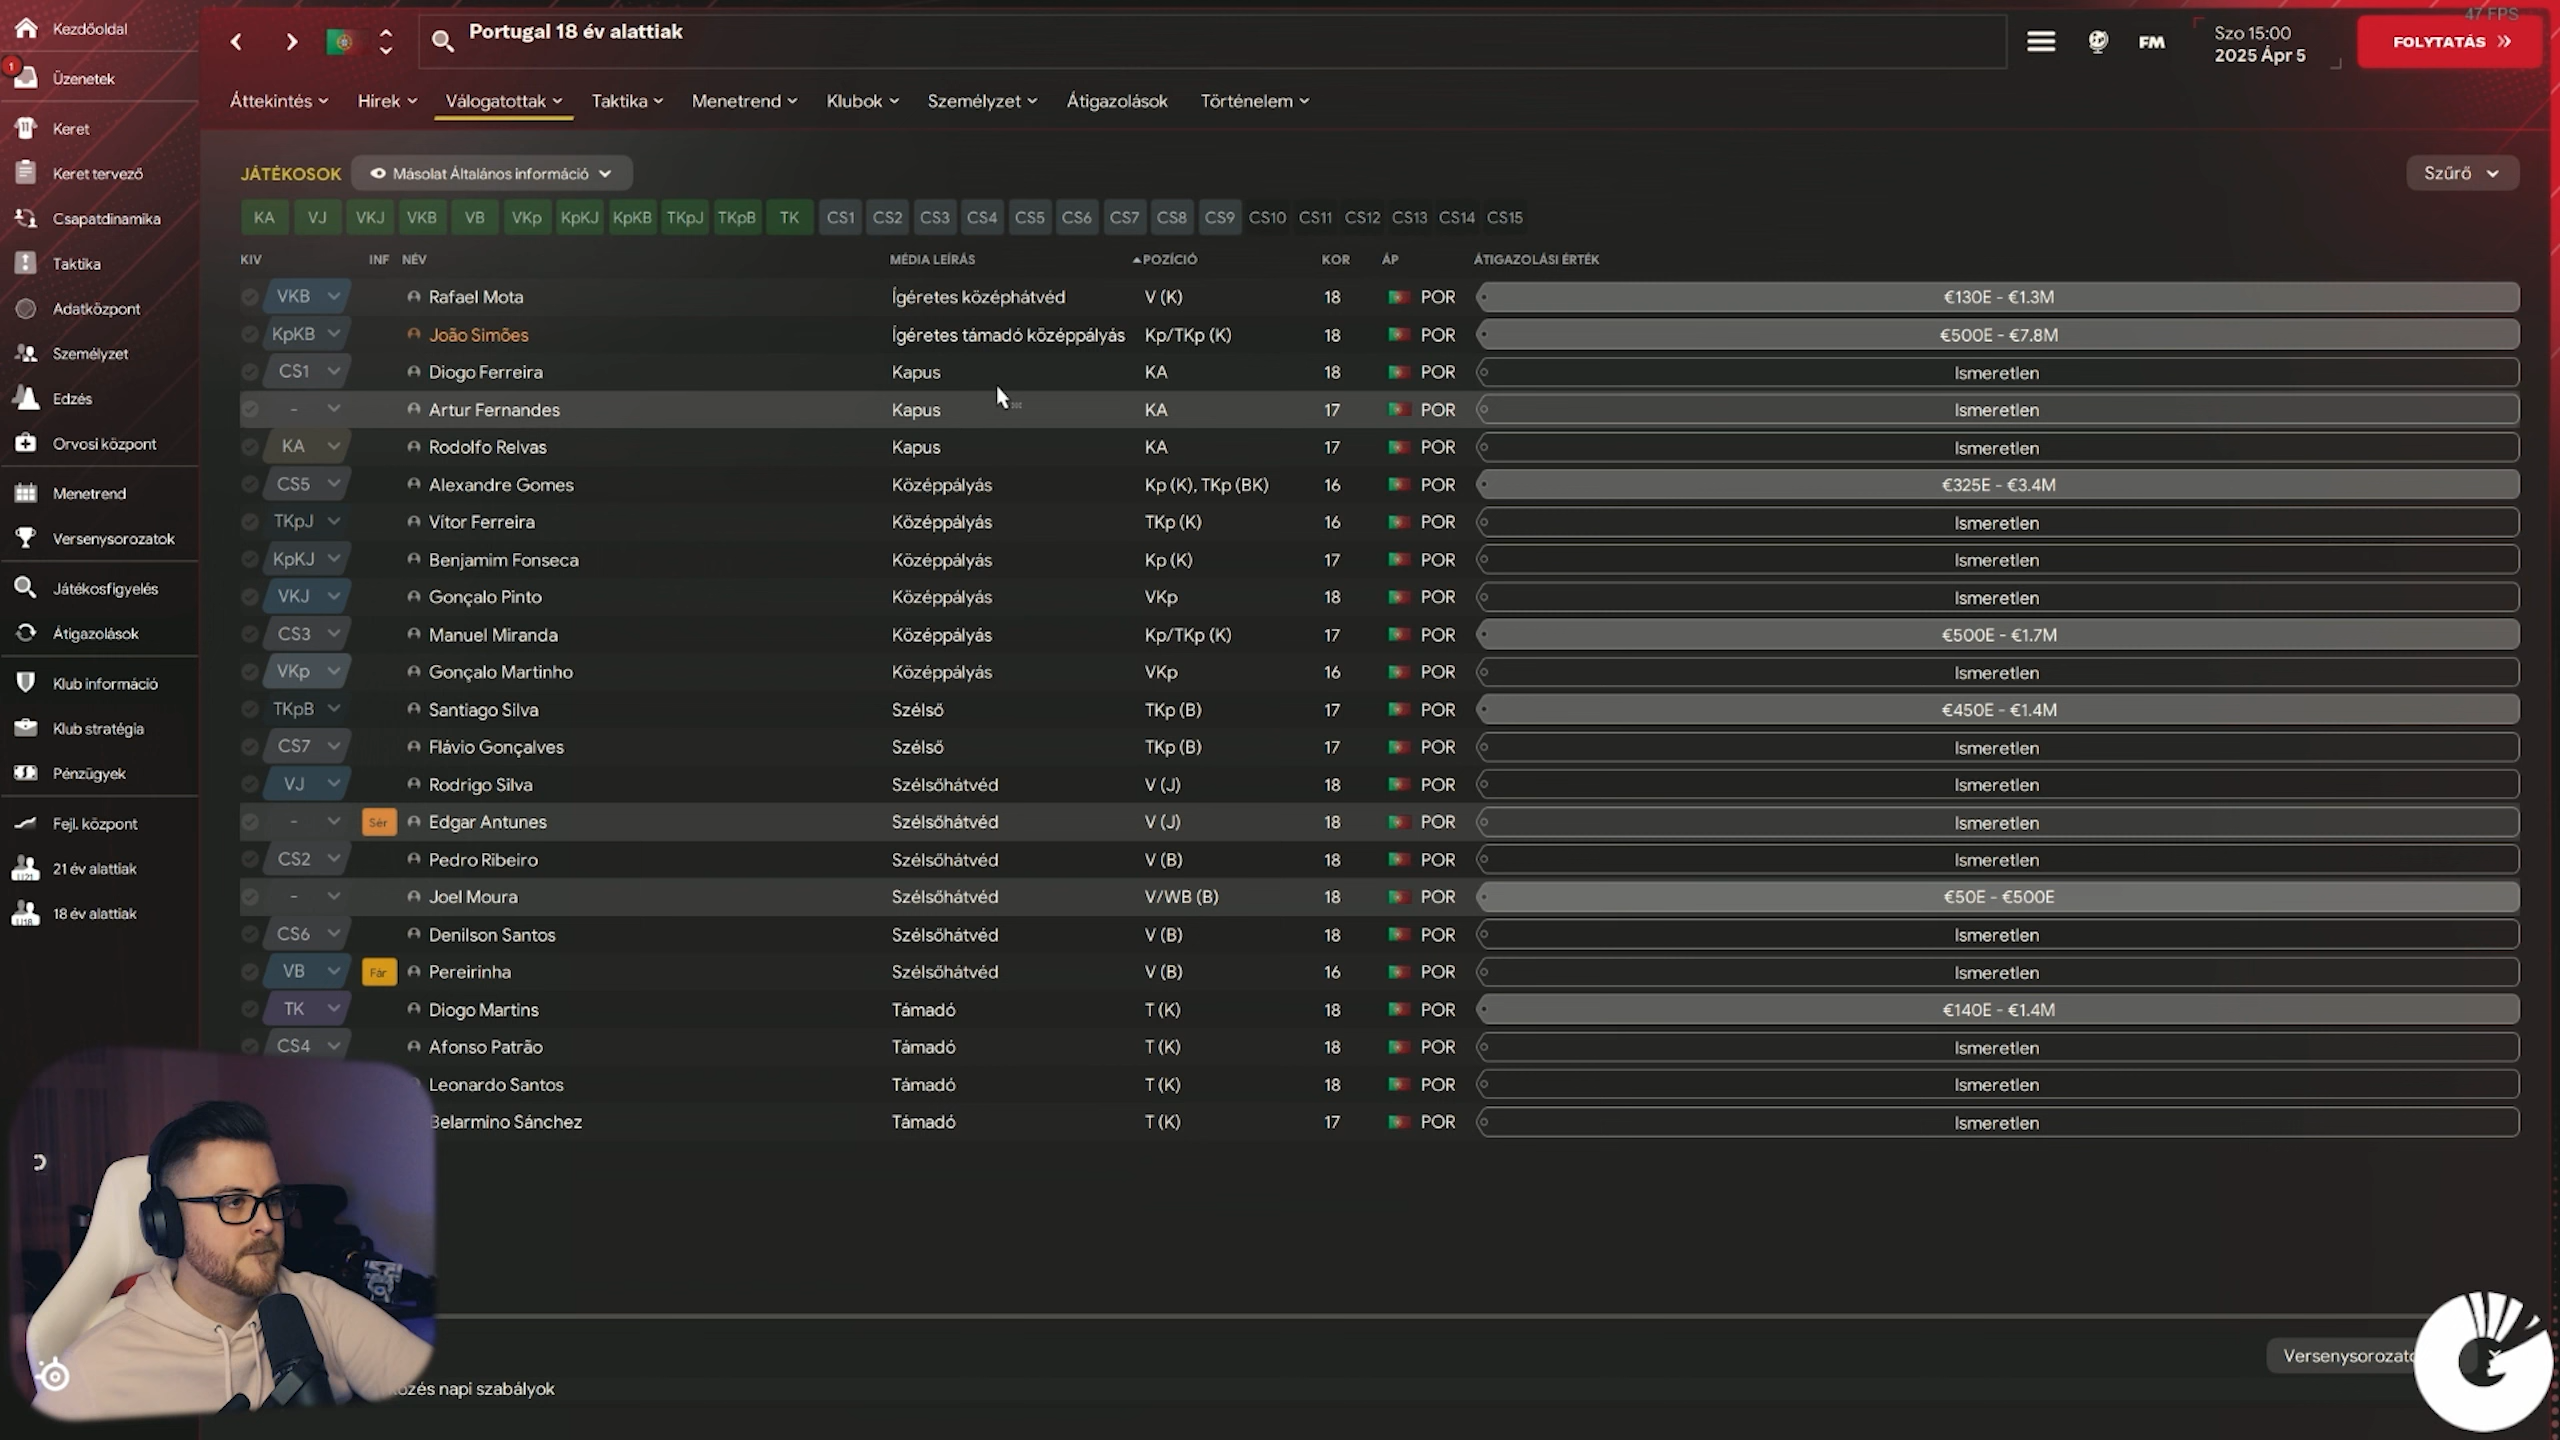 47 FPS
Kezdőoldal
1
Üzenetek
Keret
Keret tervező
Csapatdinamika
Taktika
Adatközpont
Személyzet
Edzés
Orvosi központ
Menetrend
Versenysorozatok
Játékosfigyelés
Átigazolások
Klub információ
Klub stratégia
Pénzügyek
Fejl. központ
U21
21 év alattiak
U18
18 év alattiak
Portugal 18 év alattiak
FM
Szo 15:00
2025 Ápr 5
FOLYTATÁS
Áttekintés Hírek Válogatottak Taktika Menetrend Klubok Személyzet Átigazolások Történelem
JÁTÉKOSOK Másolat Általános információ Szűrő
KA VJ VKJ VKB VB VKp KpKJ KpKB TKpJ TKpB TK CS1 CS2 CS3 CS4 CS5 CS6 CS7 CS8 CS9 CS10 CS11 CS12 CS13 CS14 CS15
KIV INF NÉV MÉDIA LEÍRÁS POZÍCIÓ KOR ÁP ÁTIGAZOLÁSI ÉRTÉK
VKB Rafael Mota Ígéretes középhátvéd V (K) 18 POR €130E - €1.3M
KpKB João Simões Ígéretes támadó középpályás Kp/TKp (K) 18 POR €500E - €7.8M
CS1 Diogo Ferreira Kapus KA 18 POR Ismeretlen
- Artur Fernandes Kapus KA 17 POR Ismeretlen
KA Rodolfo Relvas Kapus KA 17 POR Ismeretlen
CS5 Alexandre Gomes Középpályás Kp (K), TKp (BK) 16 POR €325E - €3.4M
TKpJ Vítor Ferreira Középpályás TKp (K) 16 POR Ismeretlen
KpKJ Benjamim Fonseca Középpályás Kp (K) 17 POR Ismeretlen
VKJ Gonçalo Pinto Középpályás VKp 18 POR Ismeretlen
CS3 Manuel Miranda Középpályás Kp/TKp (K) 17 POR €500E - €1.7M
VKp Gonçalo Martinho Középpályás VKp 16 POR Ismeretlen
TKpB Santiago Silva Szélső TKp (B) 17 POR €450E - €1.4M
CS7 Flávio Gonçalves Szélső TKp (B) 17 POR Ismeretlen
VJ Rodrigo Silva Szélsőhátvéd V (J) 18 POR Ismeretlen
- Sér Edgar Antunes Szélsőhátvéd V (J) 18 POR Ismeretlen
CS2 Pedro Ribeiro Szélsőhátvéd V (B) 18 POR Ismeretlen
- Joel Moura Szélsőhátvéd V/WB (B) 18 POR €50E - €500E
CS6 Denilson Santos Szélsőhátvéd V (B) 18 POR Ismeretlen
VB Fár Pereirinha Szélsőhátvéd V (B) 16 POR Ismeretlen
TK Diogo Martins Támadó T (K) 18 POR €140E - €1.4M
CS4 Afonso Patrão Támadó T (K) 18 POR Ismeretlen
Leonardo Santos Támadó T (K) 18 POR Ismeretlen
Belarmino Sánchez Támadó T (K) 17 POR Ismeretlen
Versenysorozato
özés napi szabályok